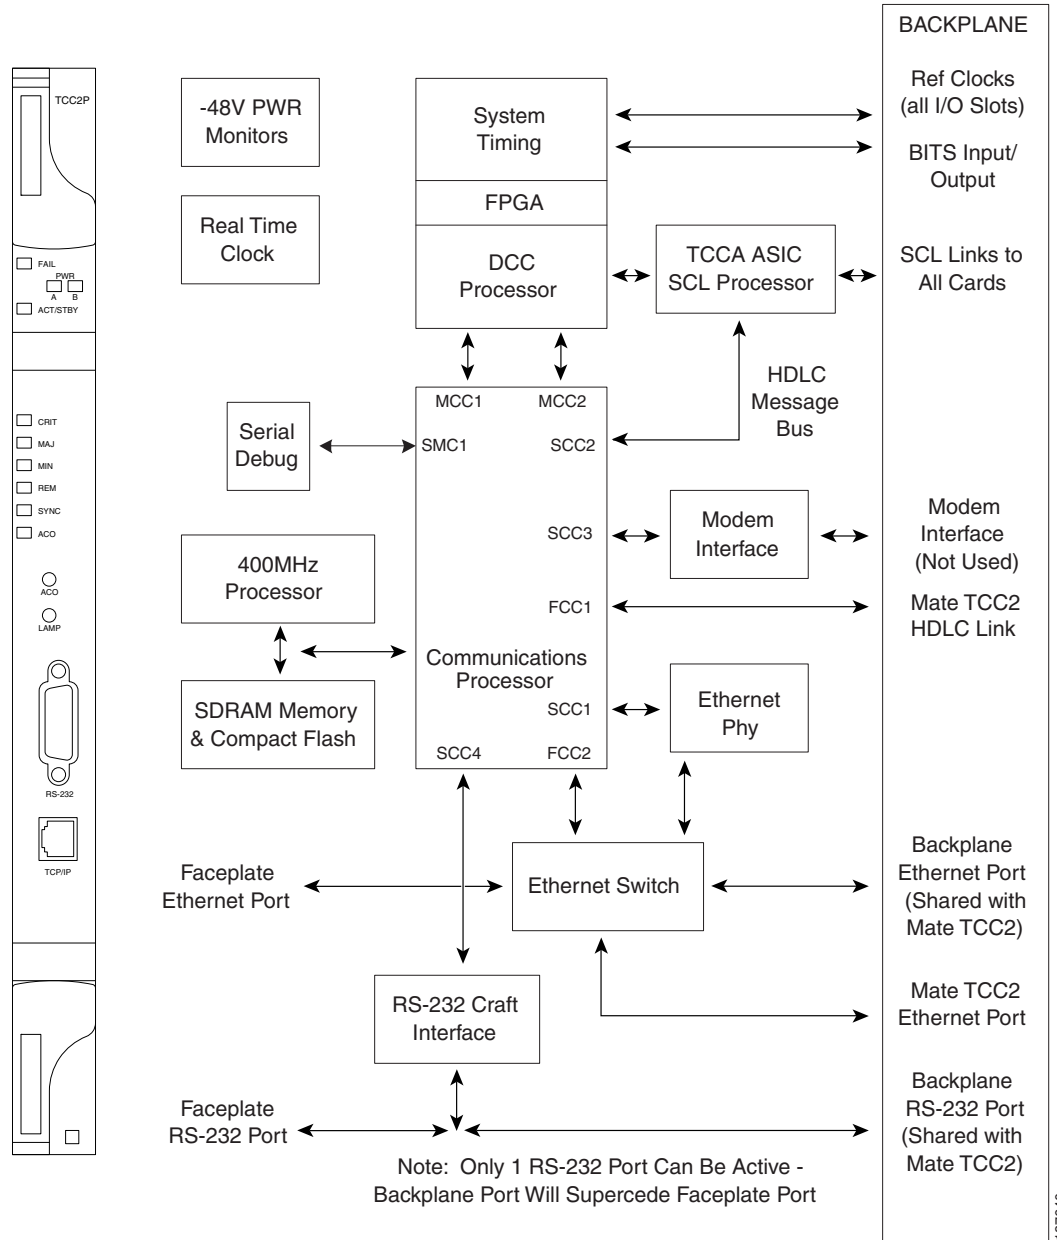 TCC2P
FAIL
PWR
A B
ACT/STBY
CRIT
MAJ
MIN
REM
SYNC
ACO
ACO
LAMP
RS-232
TCP/IP
-48V PWR
Monitors
Real Time
Clock
System
Timing
FPGA
DCC
Processor
TCCA ASIC
SCL Processor
HDLC
Message
Bus
Serial
Debug
MCC1
MCC2
SMC1
SCC2
SCC3
FCC1
Communications
Processor
SCC1
SCC4
FCC2
400MHz
Processor
SDRAM Memory
& Compact Flash
Modem
Interface
Ethernet
Phy
Faceplate
Ethernet Port
Ethernet Switch
RS-232 Craft
Interface
Faceplate
RS-232 Port
Note: Only 1 RS-232 Port Can Be Active -
Backplane Port Will Supercede Faceplate Port
BACKPLANE
Ref Clocks
(all I/O Slots)
BITS Input/
Output
SCL Links to
All Cards
Modem
Interface
(Not Used)
Mate TCC2
HDLC Link
Backplane
Ethernet Port
(Shared with
Mate TCC2)
Mate TCC2
Ethernet Port
Backplane
RS-232 Port
(Shared with
Mate TCC2)